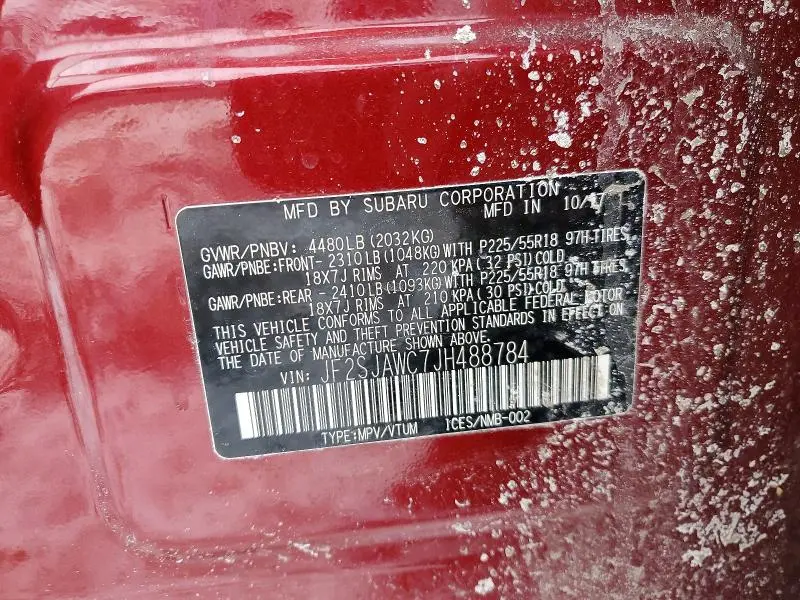 MFD BY SUBARU CORPORATION
MFD IN 10/17
GVWR/PNBV: 4480LB(2032KG)
GAWR/PNBE:FRONT- 2310LB(1048KG)WITH P225/55R18 97H TIRES
18X7J RIMS AT 220 KPA(32 PSI)COLD
GAWR/PNBE:REAR - 2410LB(1093KG)WITH P225/55R18 97H TIRES
18X7J RIMS AT 210 KPA(30 PSI)COLD
THIS VEHICLE CONFORMS TO ALL APPLICABLE FEDERAL MOTOR
VEHICLE SAFETY AND THEFT PREVENTION STANDARDS IN EFFECT ON
THE DATE OF MANUFACTURE SHOWN ABOVE.
VIN: JF2SJAWC7JH488784
TYPE:MPV/VTUM ICES/NMB-002